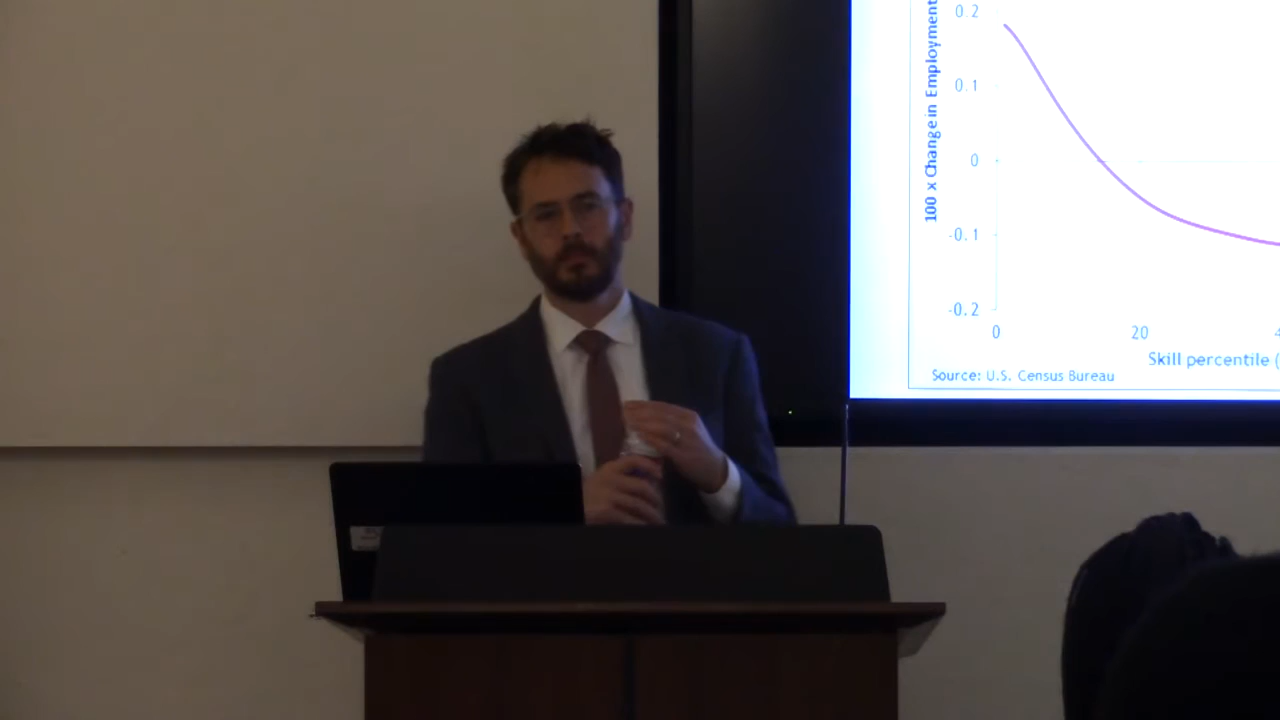 100 x Change in Employment
0.2
0.1
0
-0.1
-0.2
0
20
Skill percentile (
Source: U.S. Census Bureau